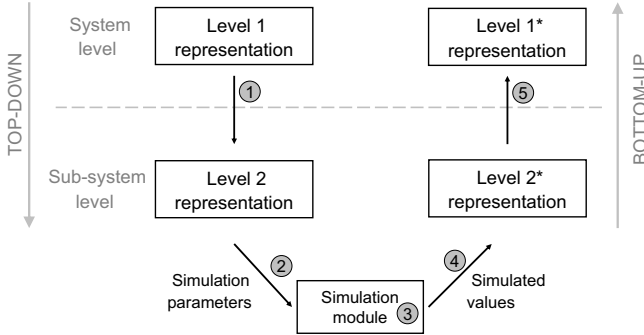 System
level
Level 1
representation
Level 1*
representation
TOP-DOWN
BOTTOM-UP
1
5
Sub-system
level
Level 2
representation
Level 2*
representation
2
4
Simulation
parameters
Simulation
module
3
Simulated
values